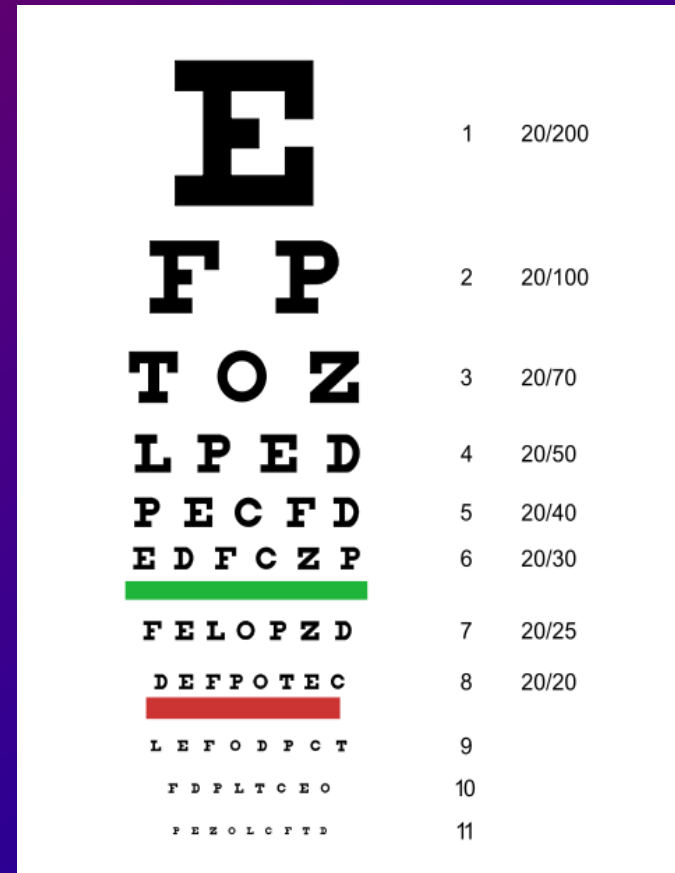 E 1 20/200
F P 2 20/100
T O Z 3 20/70
L P E D 4 20/50
P E C F D 5 20/40
E D F C Z P 6 20/30
F E L O P Z D 7 20/25
D E F P O T E C 8 20/20
L E F O D P C T 9
F D P L T C E O 10
P E Z O L C F T D 11